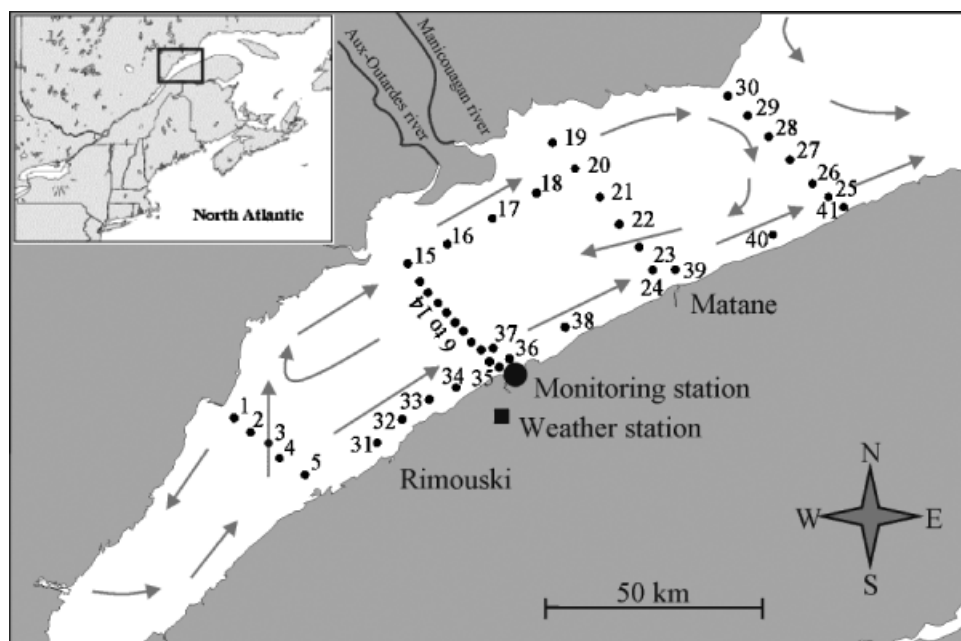 North Atlantic
Aux-Outardes river
Manicouagan river
30
29
28
27
26
25
41
40
19
20
18
21
17
22
16
15
23
24
39
Matane
6 to 14
38
37
36
35
34
33
32
31
Monitoring station
Weather station
Rimouski
1
2
3
4
5
N
W
E
S
50 km